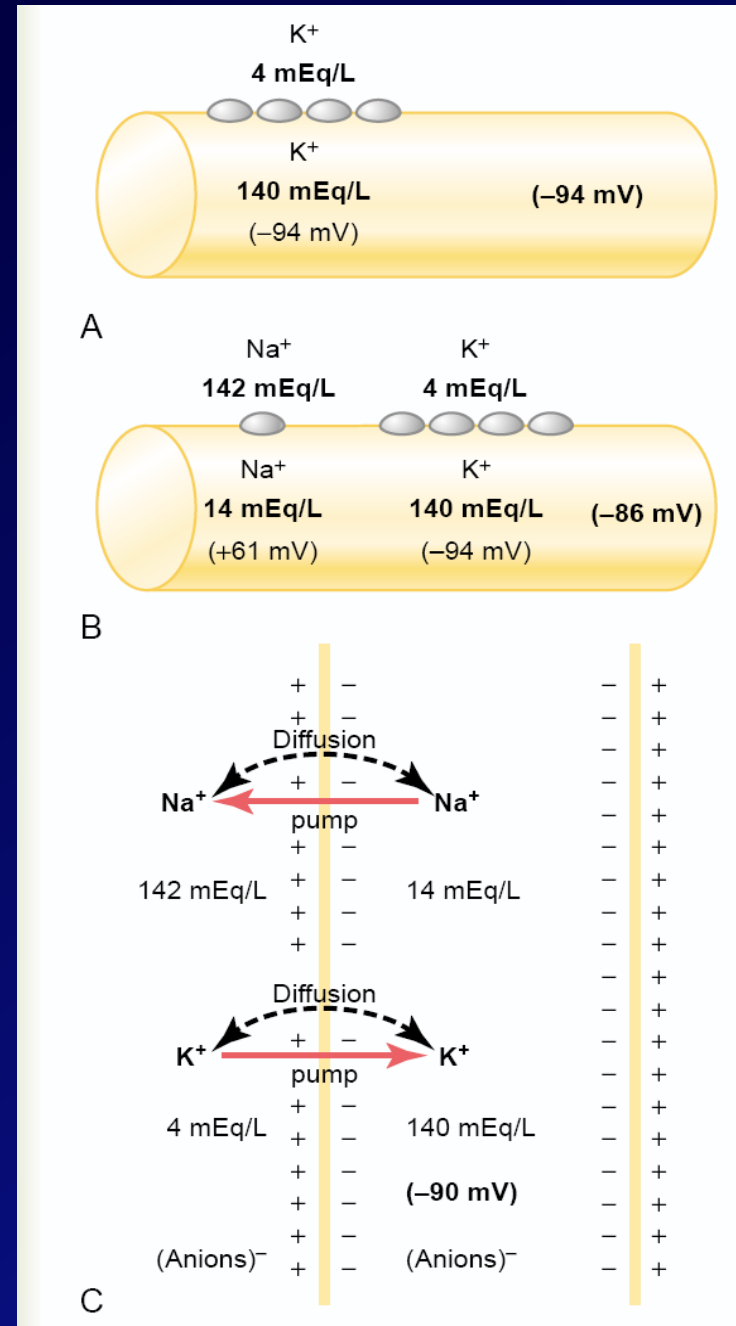 K⁺
4 mEq/L
K⁺
140 mEq/L
(–94 mV)
(–94 mV)
A
Na⁺ K⁺
142 mEq/L 4 mEq/L
Na⁺ K⁺
14 mEq/L 140 mEq/L (–86 mV)
(+61 mV) (–94 mV)
B
+ – – +
+ – – +
Diffusion – +
+ – – +
Na⁺ Na⁺ – +
pump
+ – – +
142 mEq/L + – 14 mEq/L – +
+ – – +
+ – – +
– +
Diffusion – +
+ – – +
K⁺ K⁺
pump – +
+ – – +
4 mEq/L + – 140 mEq/L – +
+ – – +
+ – (–90 mV) – +
+ – – +
(Anions)⁻ + – (Anions)⁻ – +
C